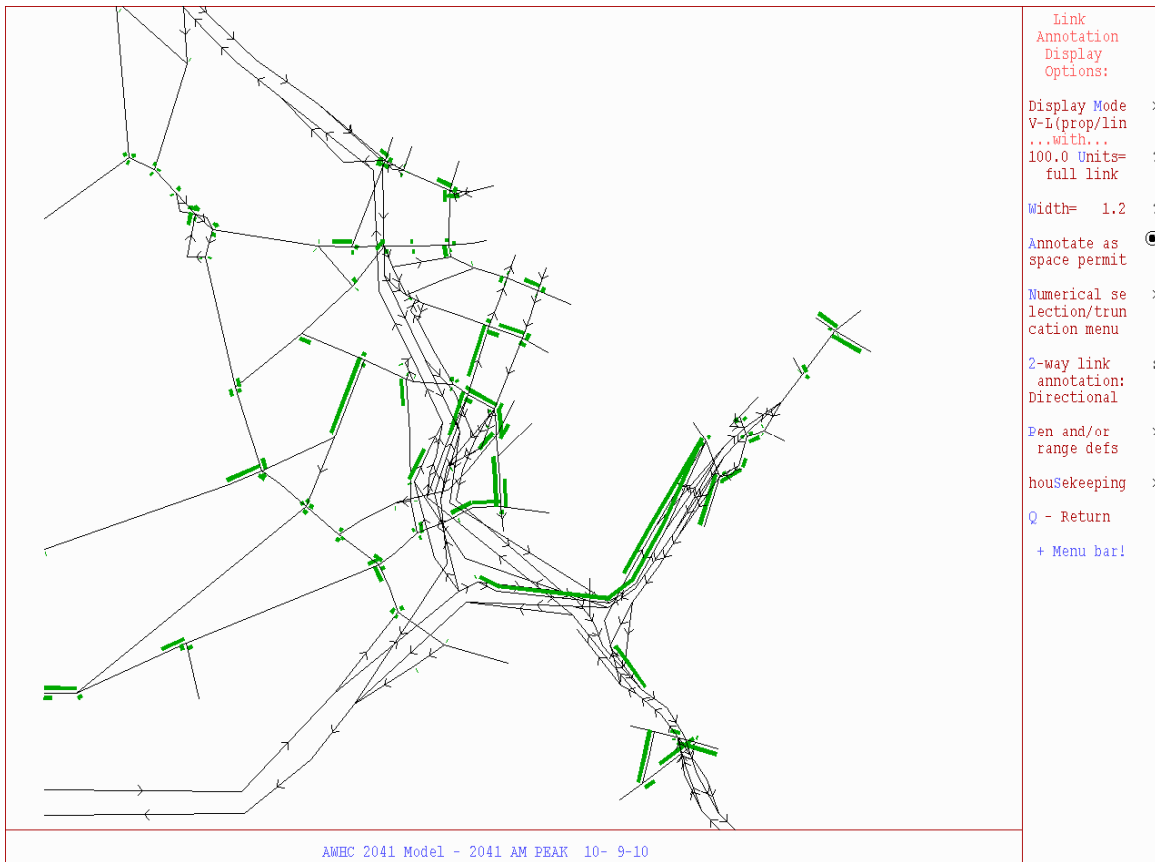 Link
Annotation
Display
Options:
Display Mode
V-L(prop/lin
...with...
100.0 Units=
full link
Width= 1.2
Annotate as
space permit
Numerical se
lection/trun
cation menu
2-way link
annotation:
Directional
Pen and/or
range defs
houSekeeping
Q - Return
+ Menu bar!
AWHC 2041 Model - 2041 AM PEAK 10- 9-10